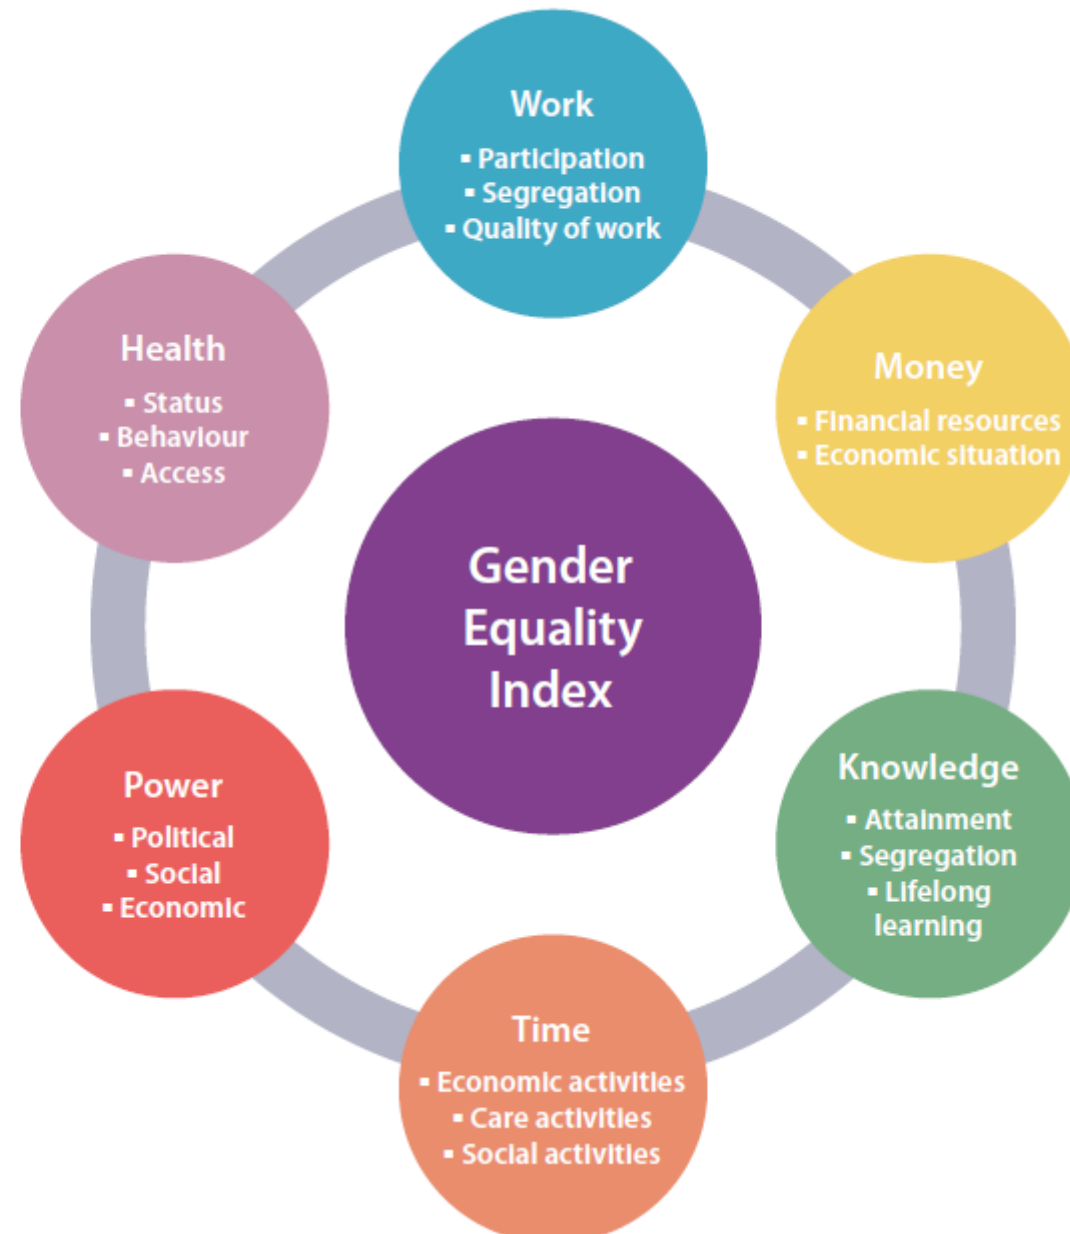 Work
▪ Participation
▪ Segregation
▪ Quality of work
Money
▪ Financial resources
▪ Economic situation
Knowledge
▪ Attainment
▪ Segregation
▪ Lifelong
learning
Time
▪ Economic activities
▪ Care activities
▪ Social activities
Power
▪ Political
▪ Social
▪ Economic
Health
▪ Status
▪ Behaviour
▪ Access
Gender
Equality
Index